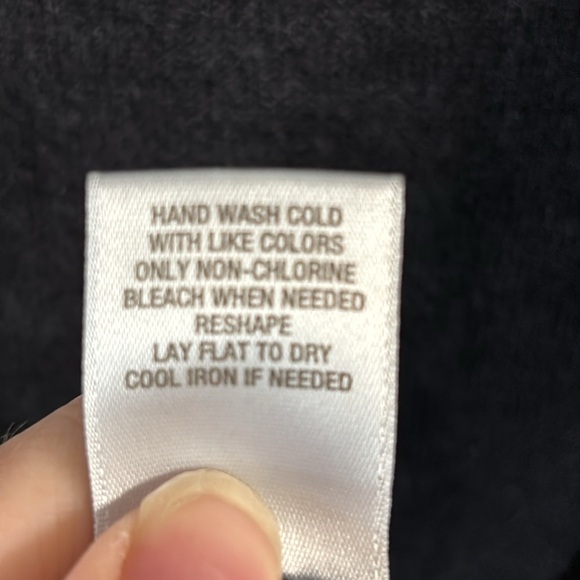 HAND WASH COLD
WITH LIKE COLORS
ONLY NON-CHLORINE
BLEACH WHEN NEEDED
RESHAPE
LAY FLAT TO DRY
COOL IRON IF NEEDED